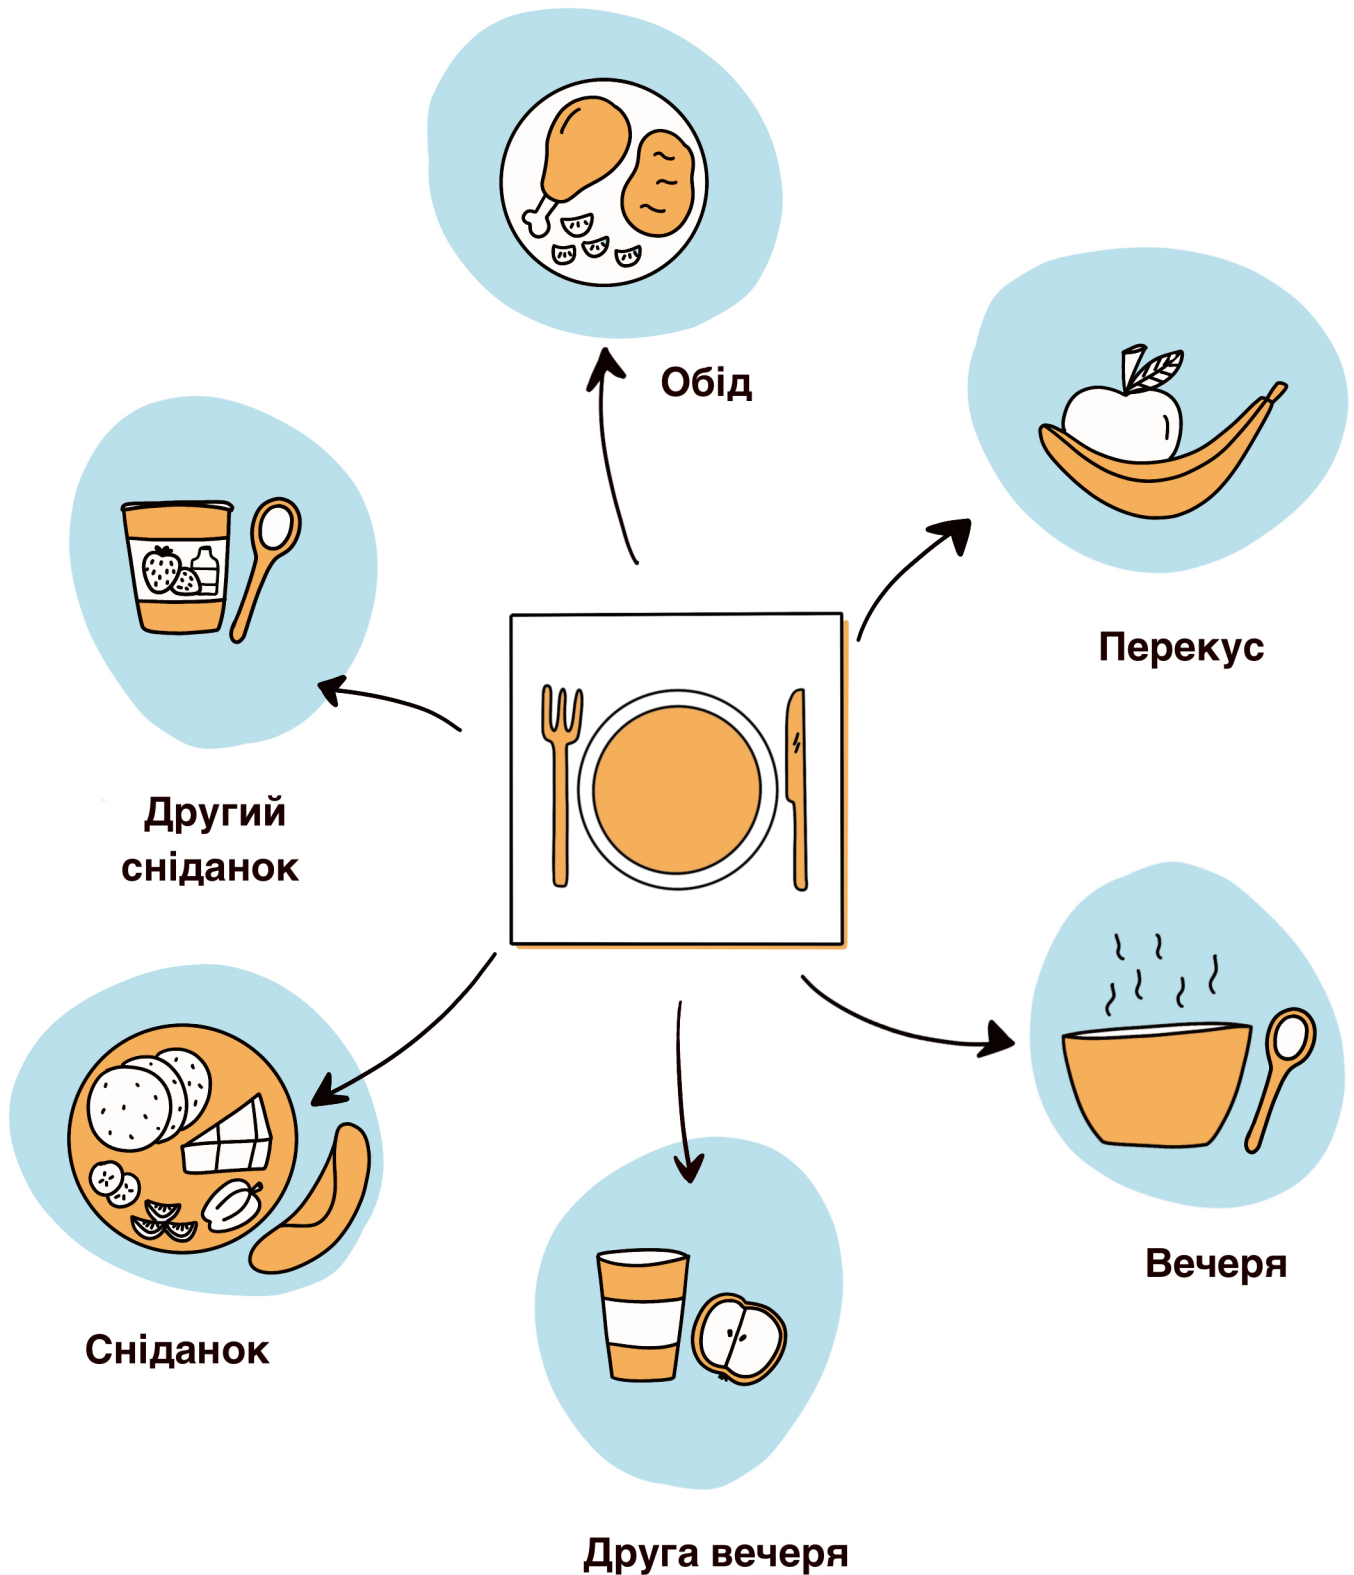 Обід
Перекус
Другий
сніданок
Вечеря
Сніданок
Друга вечеря